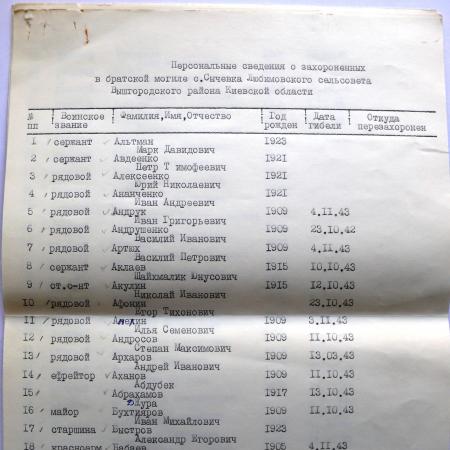 Персональные сведения о захороненных
в братской могиле с.Сычевка Любимовского сельсовета
Вышгородского района Киевской области
№ пп Воинское звание Фамилия,Имя,Отчество Год рожден Дата гибели Откуда перезахоронен
1 сержант Альтман 1923
Марк Давидович
2 сержант Авдеенко 1921
Петр Тимофеевич
3 рядовой Алексеенко 1921
Юрий Николаевич
4 рядовой Ананченко 1921
Иван Андреевич
5 рядовой Андрук 1909 4.11.43
Иван Григорьевич
6 рядовой Андрушенко 1909 23.10.42
Василий Иванович
7 рядовой Артюх 1909 4.11.43
Василий Петрович
8 сержант Аклаев 1915 10.10.43
Шайхмалик Юнусович
9 ст.с-нт Акулин 1915 12.10.43
Николай Иванович
10 рядовой Афонин 23.10.43
Егор Тихонович
11 рядовой Анехин 1909 3.11.43
Илья Семенович
12 рядовой Андросов 1909 11.10.43
Степан Максимович
13 рядовой Архаров 1909 13.03.43
Андрей Иванович
14 ефрейтор Аханов 1909 11.10.43
Абдубек
15 Абрахамов 1917 13.10.43
Джура
16 майор Бухтияров 1909 11.10.43
Иван Михайлович
17 старшина Быстров 1923
Александр Егорович
18 красноарм Бабаев 1905 4.11.43